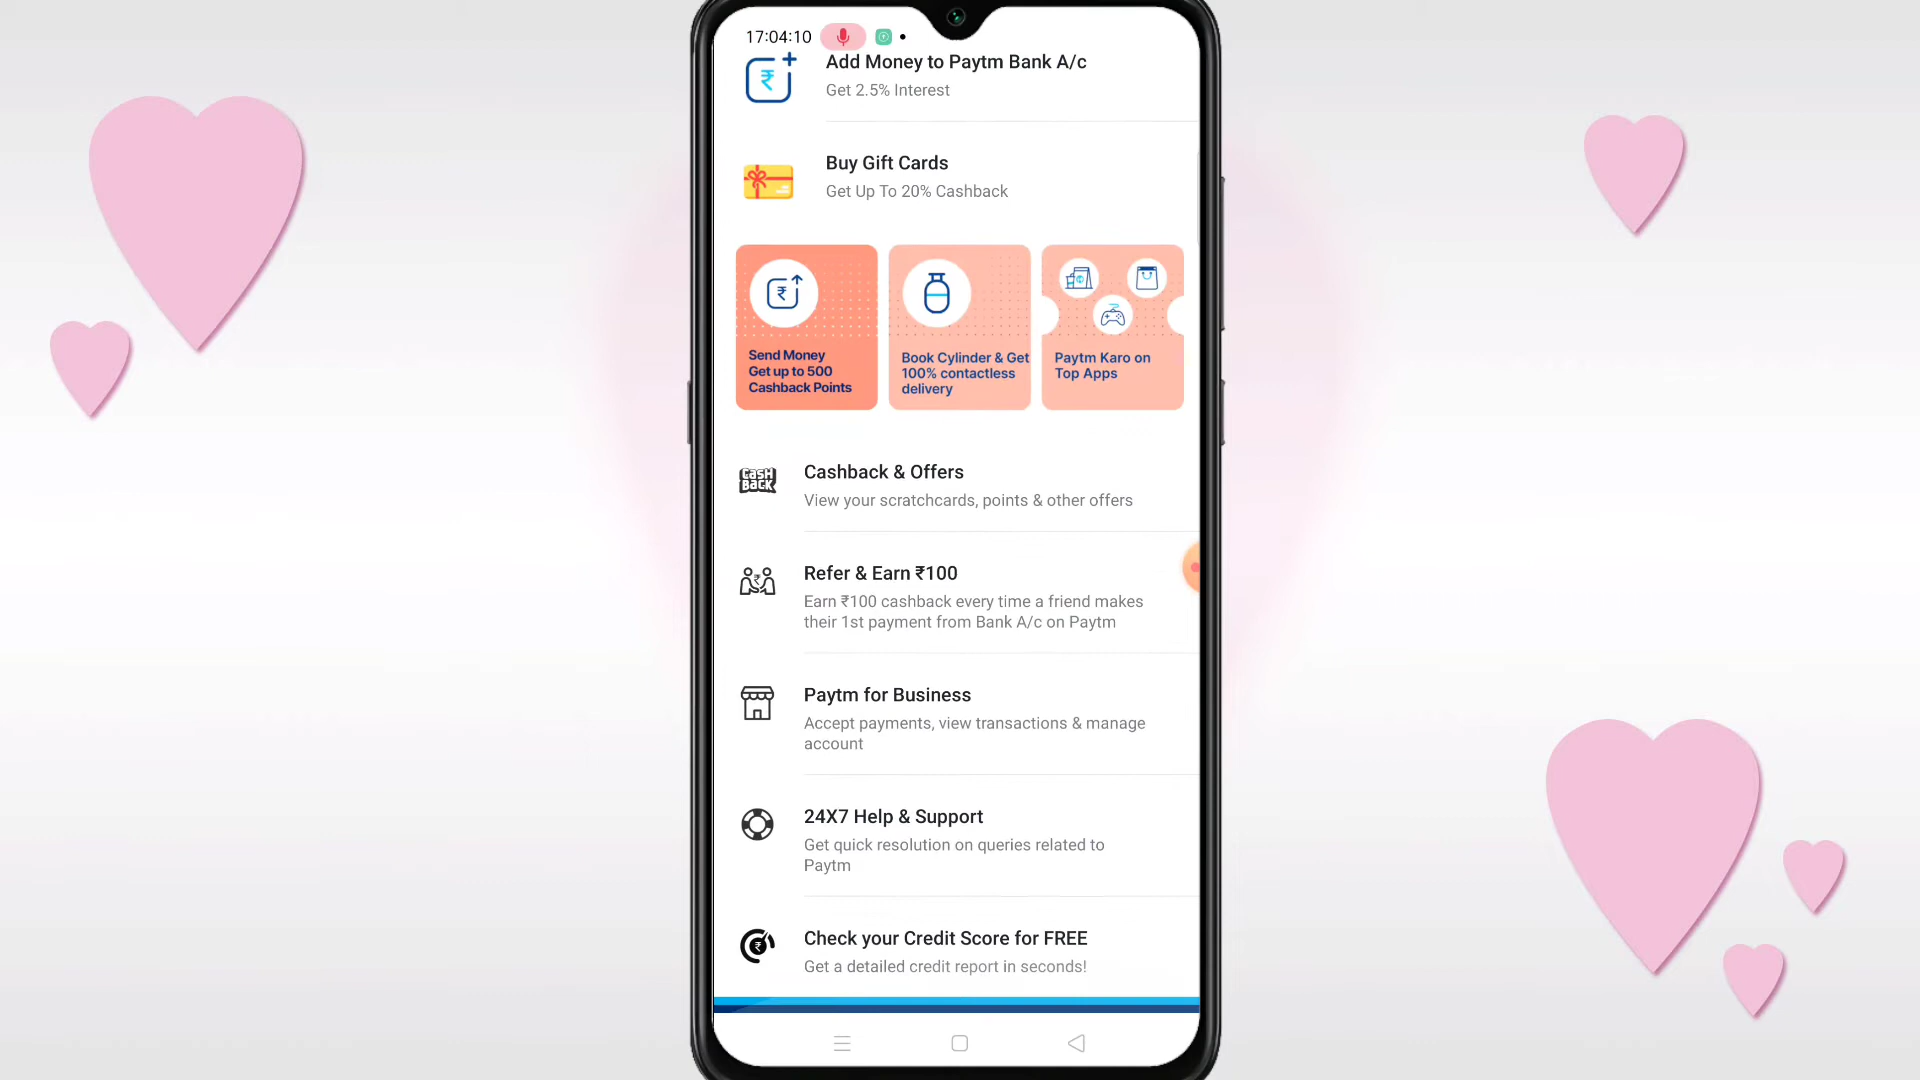 17:04:10
Add Money to Paytm Bank A/c
Get 2.5% Interest
Buy Gift Cards
Get Up To 20% Cashback
Send Money
Get up to 500
Cashback Points
Book Cylinder & Get
100% contactless
delivery
Paytm Karo on
Top Apps
CASH
BACK
Cashback & Offers
View your scratchcards, points & other offers
Refer & Earn ₹100
Earn ₹100 cashback every time a friend makes
their 1st payment from Bank A/c on Paytm
Paytm for Business
Accept payments, view transactions & manage
account
24X7 Help & Support
Get quick resolution on queries related to
Paytm
Check your Credit Score for FREE
Get a detailed credit report in seconds!